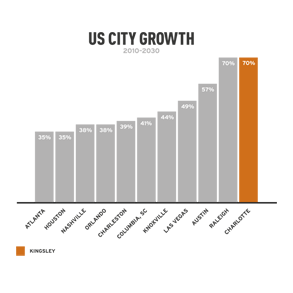 US CITY GROWTH
2010-2030
35%
35%
38%
38%
39%
41%
44%
49%
57%
70%
70%
ATLANTA
HOUSTON
NASHVILLE
ORLANDO
CHARLESTON
COLUMBIA, SC
KNOXVILLE
LAS VEGAS
AUSTIN
RALEIGH
CHARLOTTE
KINGSLEY